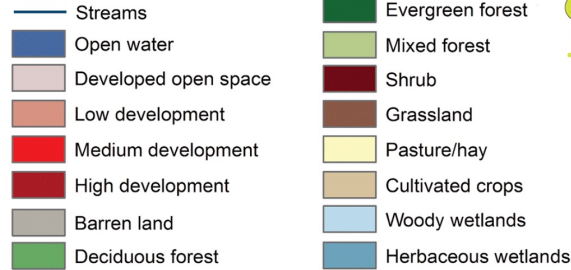 Streams
Open water
Developed open space
Low development
Medium development
High development
Barren land
Deciduous forest
Evergreen forest
Mixed forest
Shrub
Grassland
Pasture/hay
Cultivated crops
Woody wetlands
Herbaceous wetlands